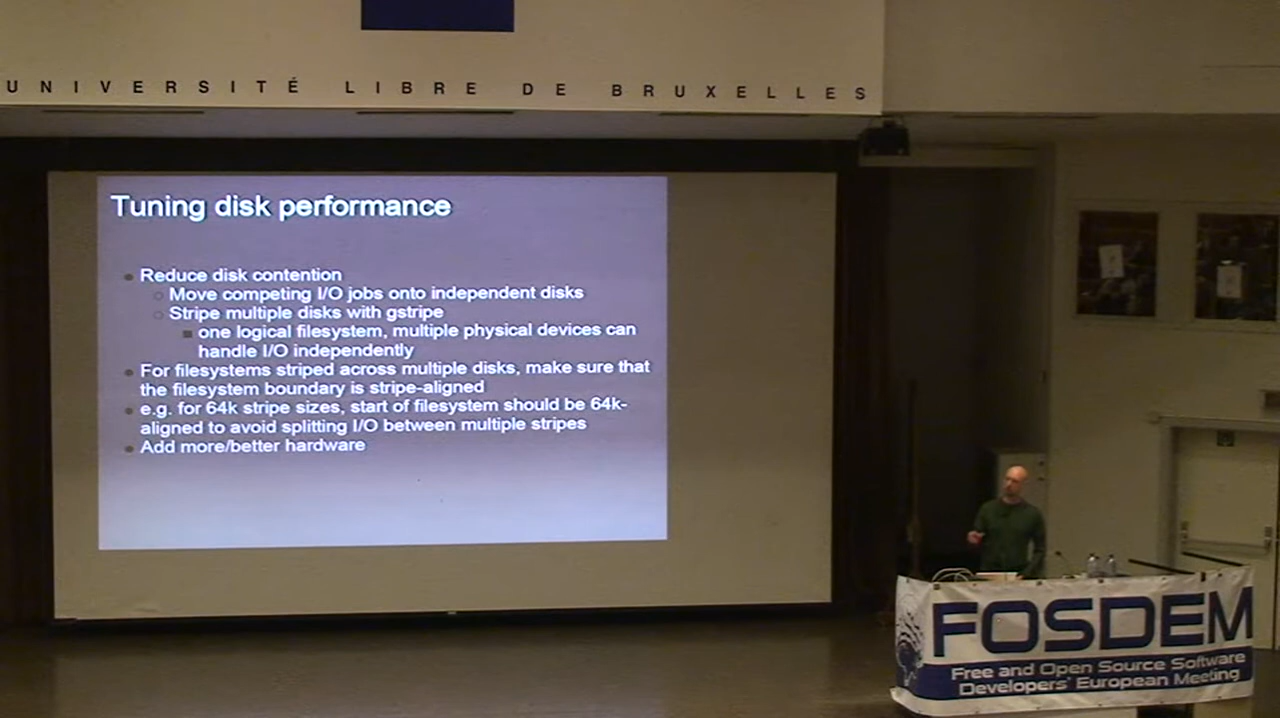 UNIVERSITÉ LIBRE DE BRUXELLES
Tuning disk performance
Reduce disk contention
Move competing I/O jobs onto independent disks
Stripe multiple disks with gstripe
one logical filesystem, multiple physical devices can
handle I/O independently
For filesystems striped across multiple disks, make sure that
the filesystem boundary is stripe-aligned
e.g. for 64k stripe sizes, start of filesystem should be 64k-
aligned to avoid splitting I/O between multiple stripes
Add more/better hardware
FOSDEM
Free and Open Source Software
Developers' European Meeting